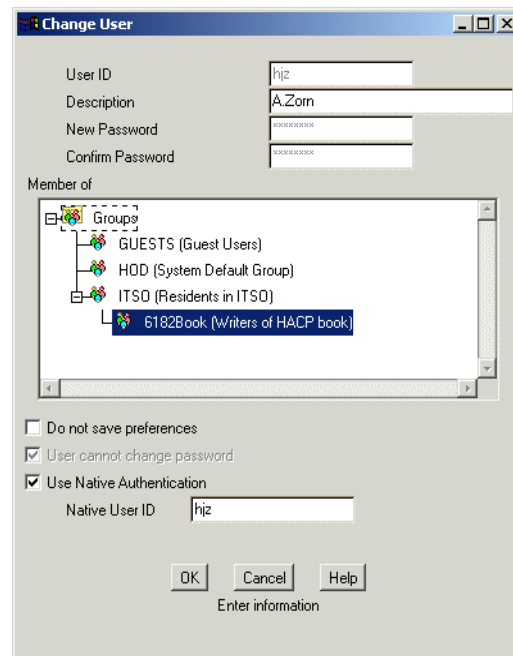 Change User
User ID hjz
Description A.Zorn
New Password xxxxxxxx
Confirm Password xxxxxxxx
Member of
Groups
GUESTS (Guest Users)
HOD (System Default Group)
ITSO (Residents in ITSO)
6182Book (Writers of HACP book)
Do not save preferences
User cannot change password
Use Native Authentication
Native User ID hjz
OK Cancel Help
Enter information